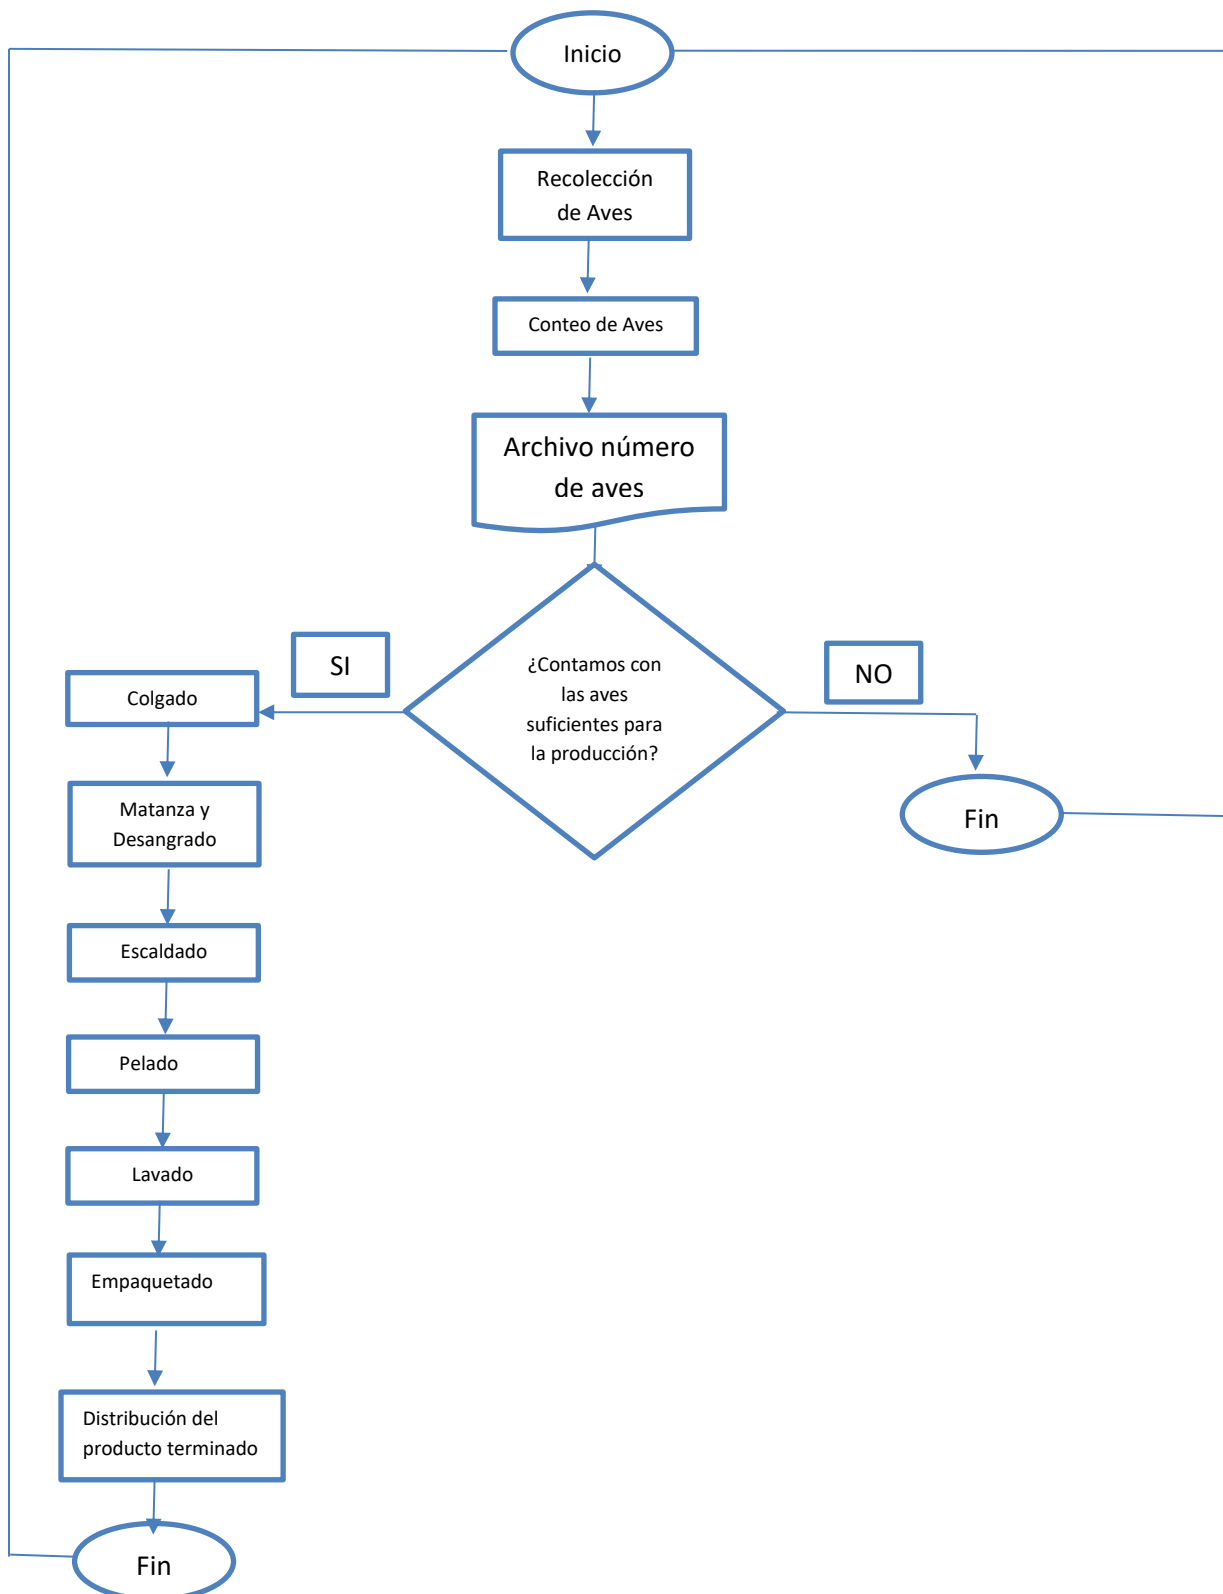 Inicio
Recolección
de Aves
Conteo de Aves
Archivo número
de aves
¿Contamos con
las aves
suficientes para
la producción?
SI
NO
Colgado
Fin
Matanza y
Desangrado
Escaldado
Pelado
Lavado
Empaquetado
Distribución del
producto terminado
Fin